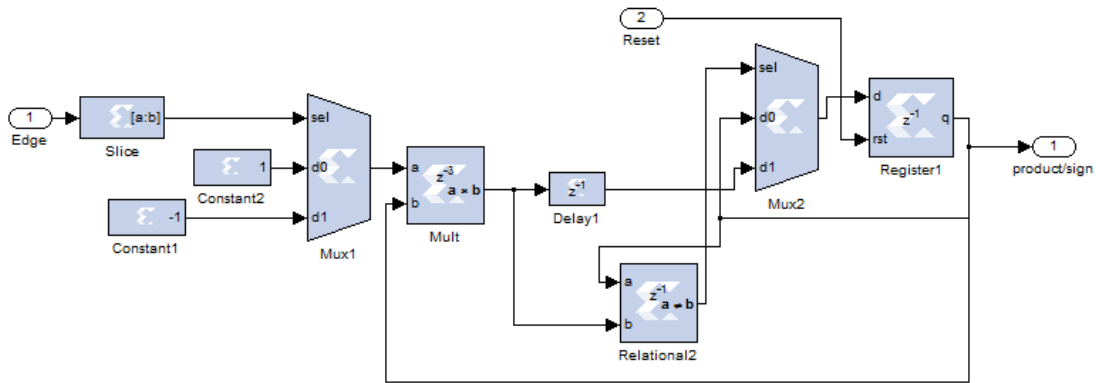 2
Reset
sel
d0
d1
Mux2
d
rst
z⁻¹
q
Register1
1
product/sign
1
Edge
[a:b]
Slice
1
Constant2
-1
Constant1
sel
d0
d1
Mux1
a
b
z⁻³
a × b
Mult
z⁻¹
Delay1
a
b
z⁻¹
a ≠ b
Relational2